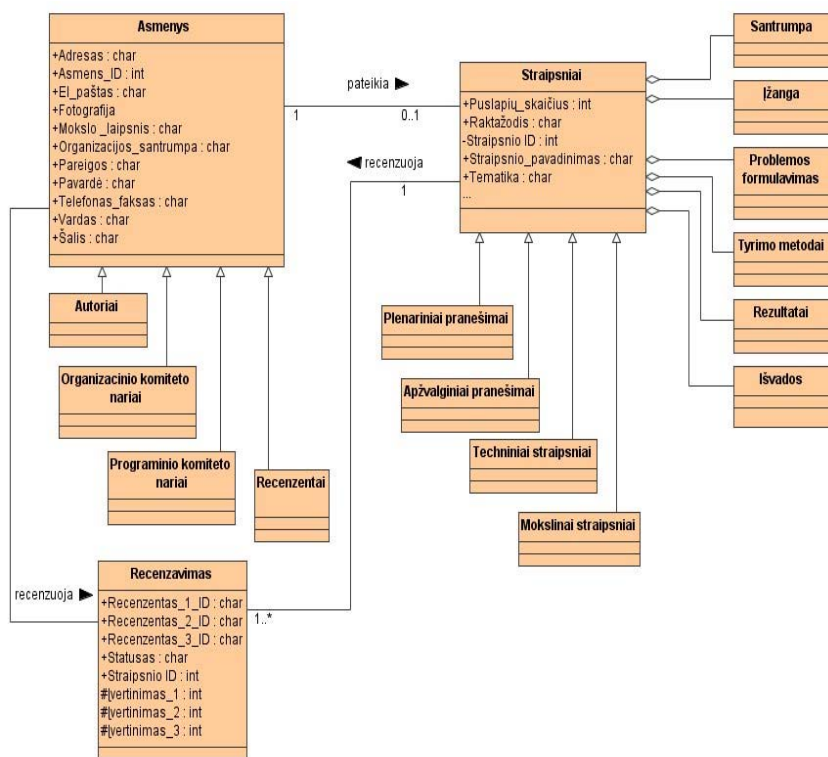 Asmenys
+Adresas : char
+Asmens_ID : int
+El_paštas : char
+Fotografija
+Mokslo _laipsnis : char
+Organizacijos_santrumpa : char
+Pareigos : char
+Pavardė : char
+Telefonas_faksas : char
+Vardas : char
+Šalis : char
pateikia
1
0..1
recenzuoja
1
Straipsniai
+Puslapių_skaičius : int
+Raktažodis : char
-Straipsnio ID : int
+Straipsnio_pavadinimas : char
+Tematika : char
...
Santrumpa
Įžanga
Problemos
formulavimas
Tyrimo metodai
Rezultatai
Išvados
Autoriai
Organizacinio komiteto
nariai
Programinio komiteto
nariai
Recenzentai
Plenariniai pranešimai
Apžvalginiai pranešimai
Techniniai straipsniai
Mokslinai straipsniai
recenzuoja
1..*
Recenzavimas
+Recenzentas_1_ID : char
+Recenzentas_2_ID : char
+Recenzentas_3_ID : char
+Statusas : char
+Straipsnio ID : int
#Įvertinimas_1 : int
#Įvertinimas_2 : int
#Įvertinimas_3 : int